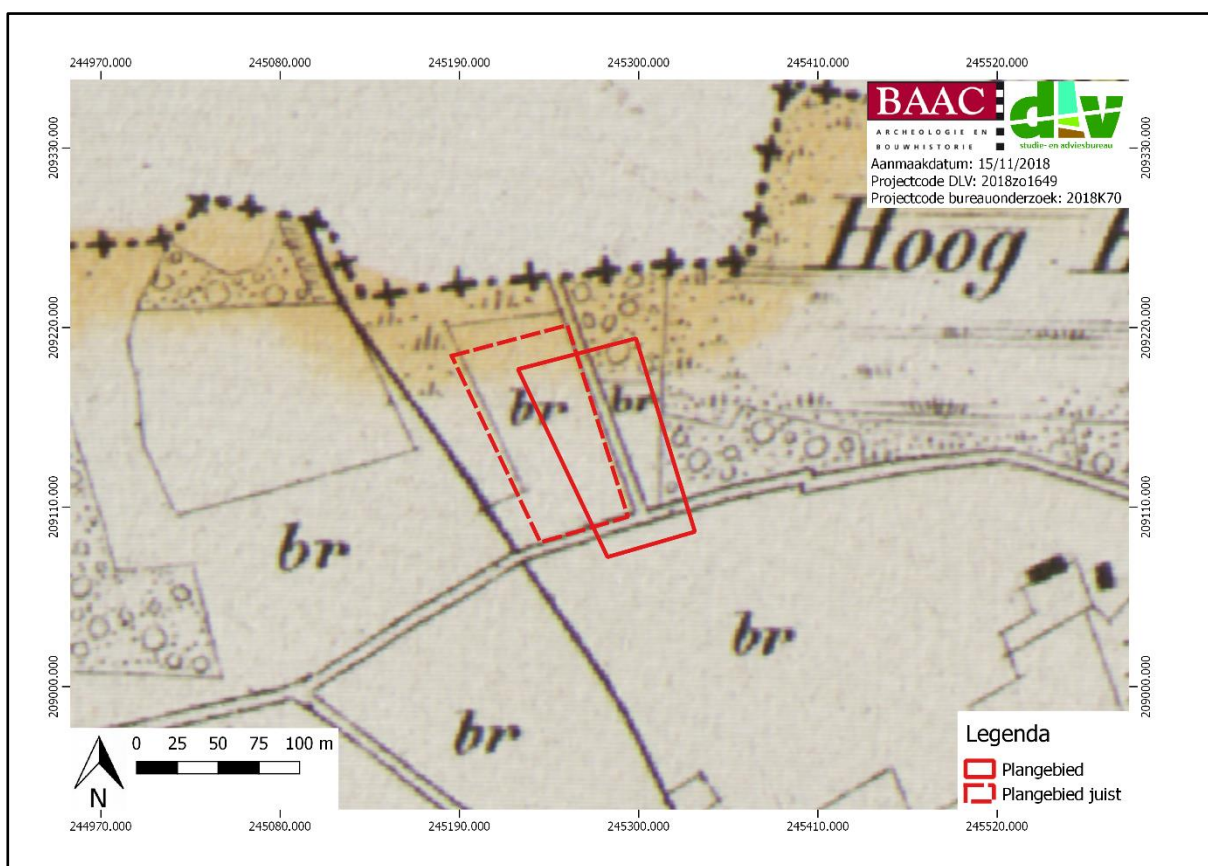 244970.000 245080.000 245190.000 245300.000 245410.000 245520.000
BAAC
ARCHEOLOGIE EN
BOUWHISTORIE
dlv
studie- en adviesbureau
Aanmaakdatum: 15/11/2018
Projectcode DLV: 2018zo1649
Projectcode bureauonderzoek: 2018K70
209330.000 209330.000
Hoog
209220.000 209220.000
br br
209110.000 209110.000
br
br
209000.000 209000.000
br
Legenda
Plangebied
Plangebied juist
0 25 50 75 100 m
N
244970.000 245080.000 245190.000 245300.000 245410.000 245520.000